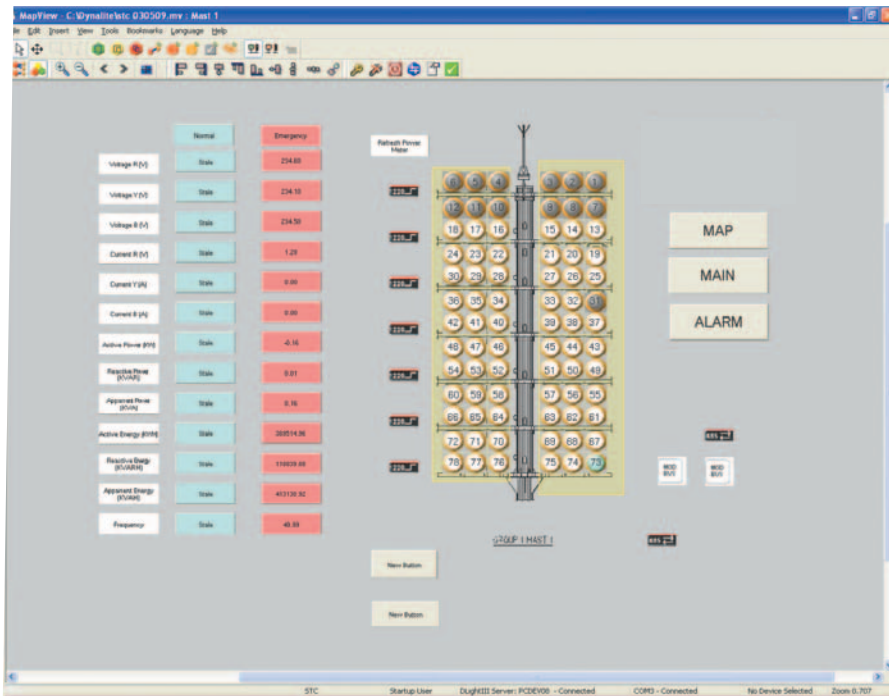 MapView - C:\Dynalite\stc 030509.mv : Mast 1
Edit Insert View Tools Bookmarks Language Help
Normal Emergency
Refresh Power
Meter
Voltage R (V) Stale 234.60
Voltage Y (V) Stale 234.10
Voltage B (V) Stale 234.50
Current R (V) Stale 1.20
Current Y (A) Stale 0.00
Current B (A) Stale 0.00
Active Power (KW) Stale -0.16
Reactive Power
(KVAR) Stale 0.01
Apparent Power
(KVA) Stale 0.16
Active Energy (KWH) Stale
Reactive Energy
(KVARH) Stale
Apparent Energy
(KVAH) Stale
Frequency Stale 49.99
6 5 4 3 2 1
12 11 10 9 8 7
18 17 16 15 14 13
24 23 22 21 20 19
30 29 28 27 26 25
36 35 34 33 32 31
42 41 40 39 38 37
48 47 46 45 44 43
54 53 52 51 50 49
60 59 58 57 56 55
66 65 64 63 62 61
72 71 70 69 68 67
78 77 76 75 74 73
220
220
220
220
220
220
220
MAP
MAIN
ALARM
GROUP 1 MAST 1
New Button
New Button
STC Startup User DLightIII Server: PCDEV08 - Connected COM3 - Connected No Device Selected Zoom 0.707